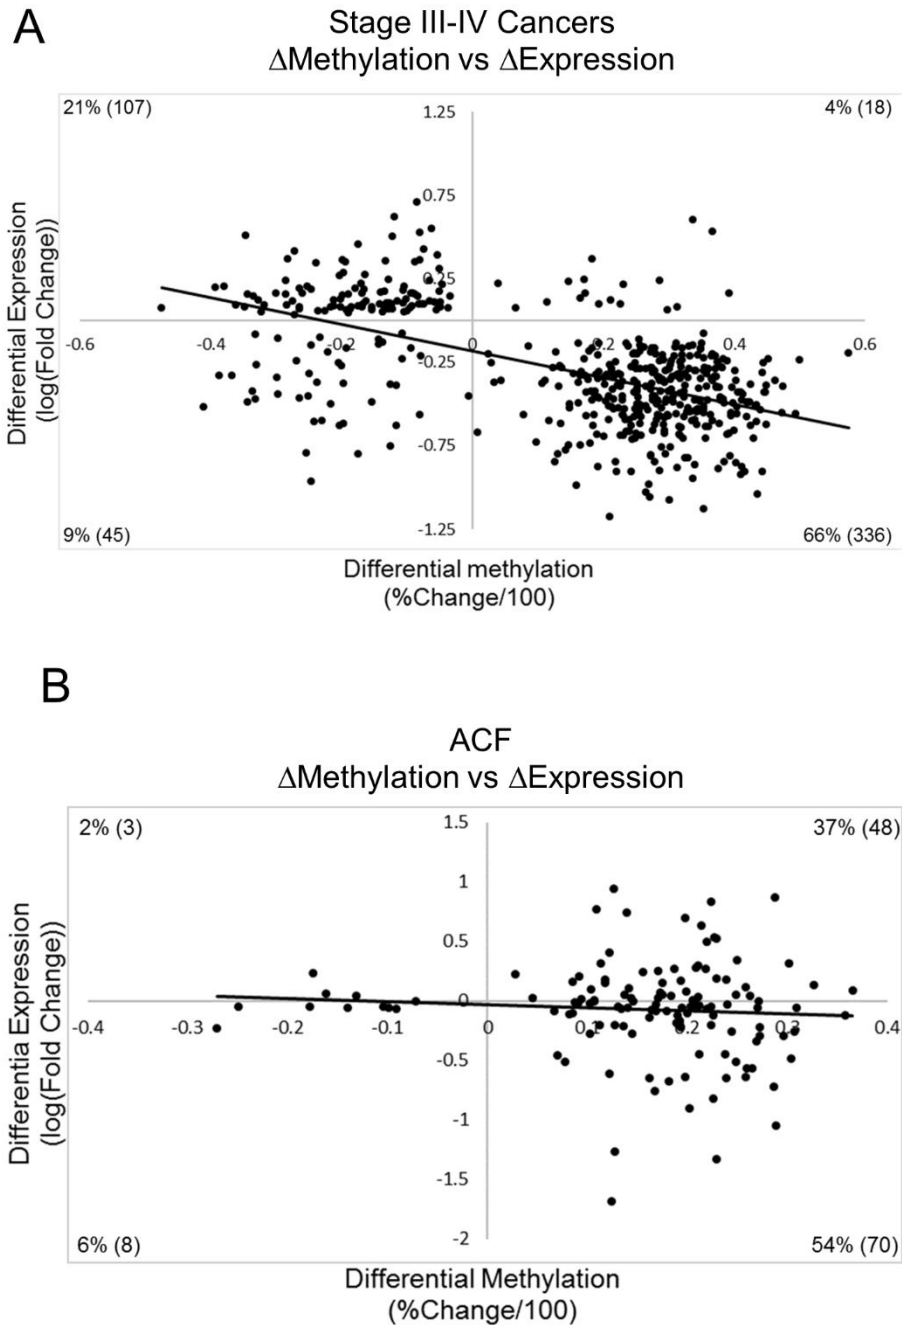 A
Stage III-IV Cancers
ΔMethylation vs ΔExpression
21% (107)
4% (18)
1.25
0.75
0.25
-0.6
-0.4
-0.2
0
0.2
0.4
0.6
-0.25
-0.75
-1.25
9% (45)
66% (336)
Differential Expression
(log(Fold Change))
Differential methylation
(%Change/100)
B
ACF
ΔMethylation vs ΔExpression
2% (3)
37% (48)
1.5
1
0.5
0
-0.4
-0.3
-0.2
-0.1
0
0.1
0.2
0.3
0.4
-0.5
-1
-1.5
-2
6% (8)
54% (70)
Differentia Expression
(log(Fold Change))
Differential Methylation
(%Change/100)